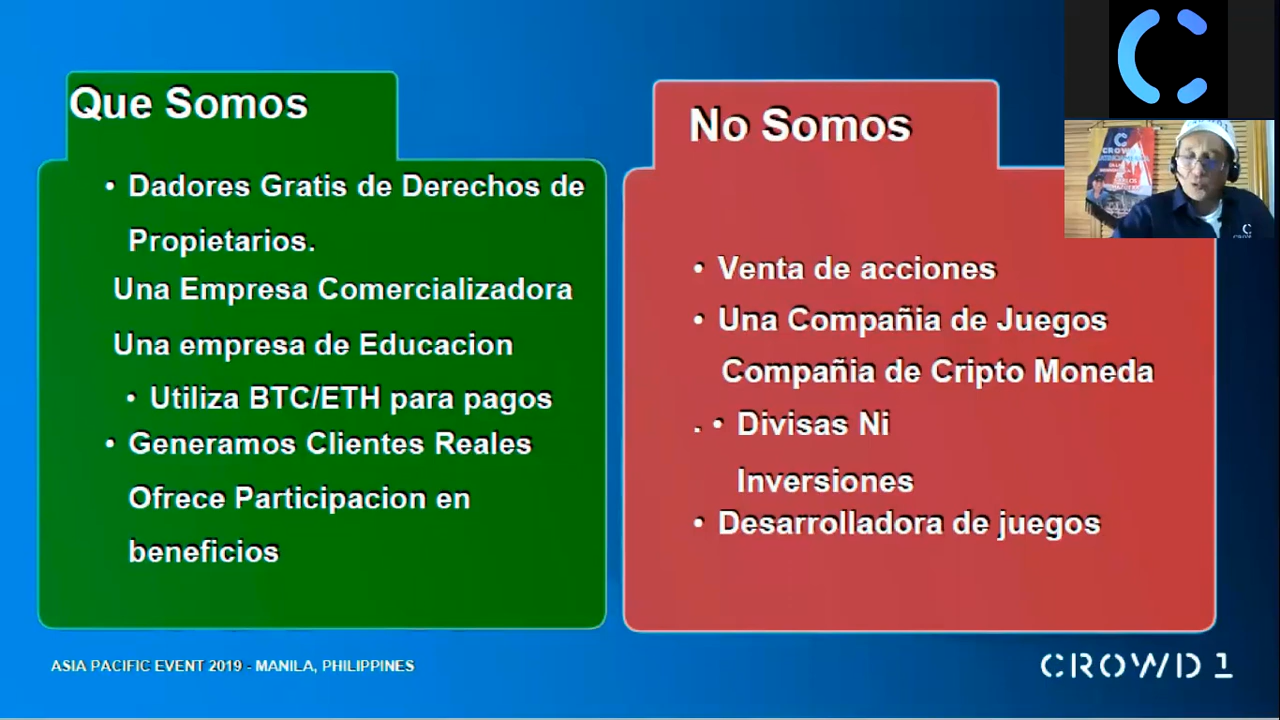 Que Somos
• Dadores Gratis de Derechos de
Propietarios.
Una Empresa Comercializadora
Una empresa de Educacion
• Utiliza BTC/ETH para pagos
• Generamos Clientes Reales
Ofrece Participacion en
beneficios
No Somos
• Venta de acciones
• Una Compañia de Juegos
Compañia de Cripto Moneda
. • Divisas Ni
Inversiones
• Desarrolladora de juegos
ASIA PACIFIC EVENT 2019 - MANILA, PHILIPPINES
CROWD 1